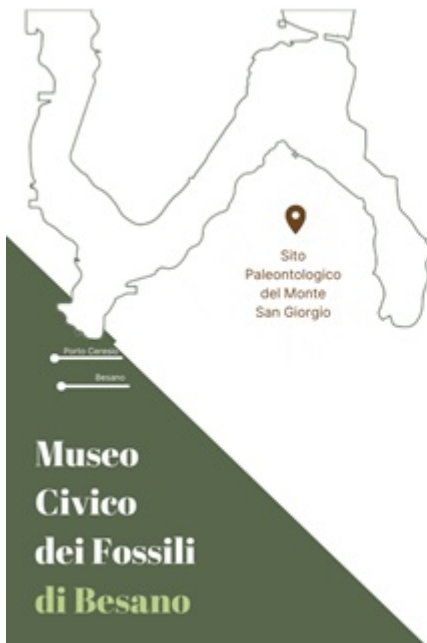 Sito
Paleontologico
del Monte
San Giorgio
Porto Ceresio
Besano
Museo
Civico
dei Fossili
di Besano